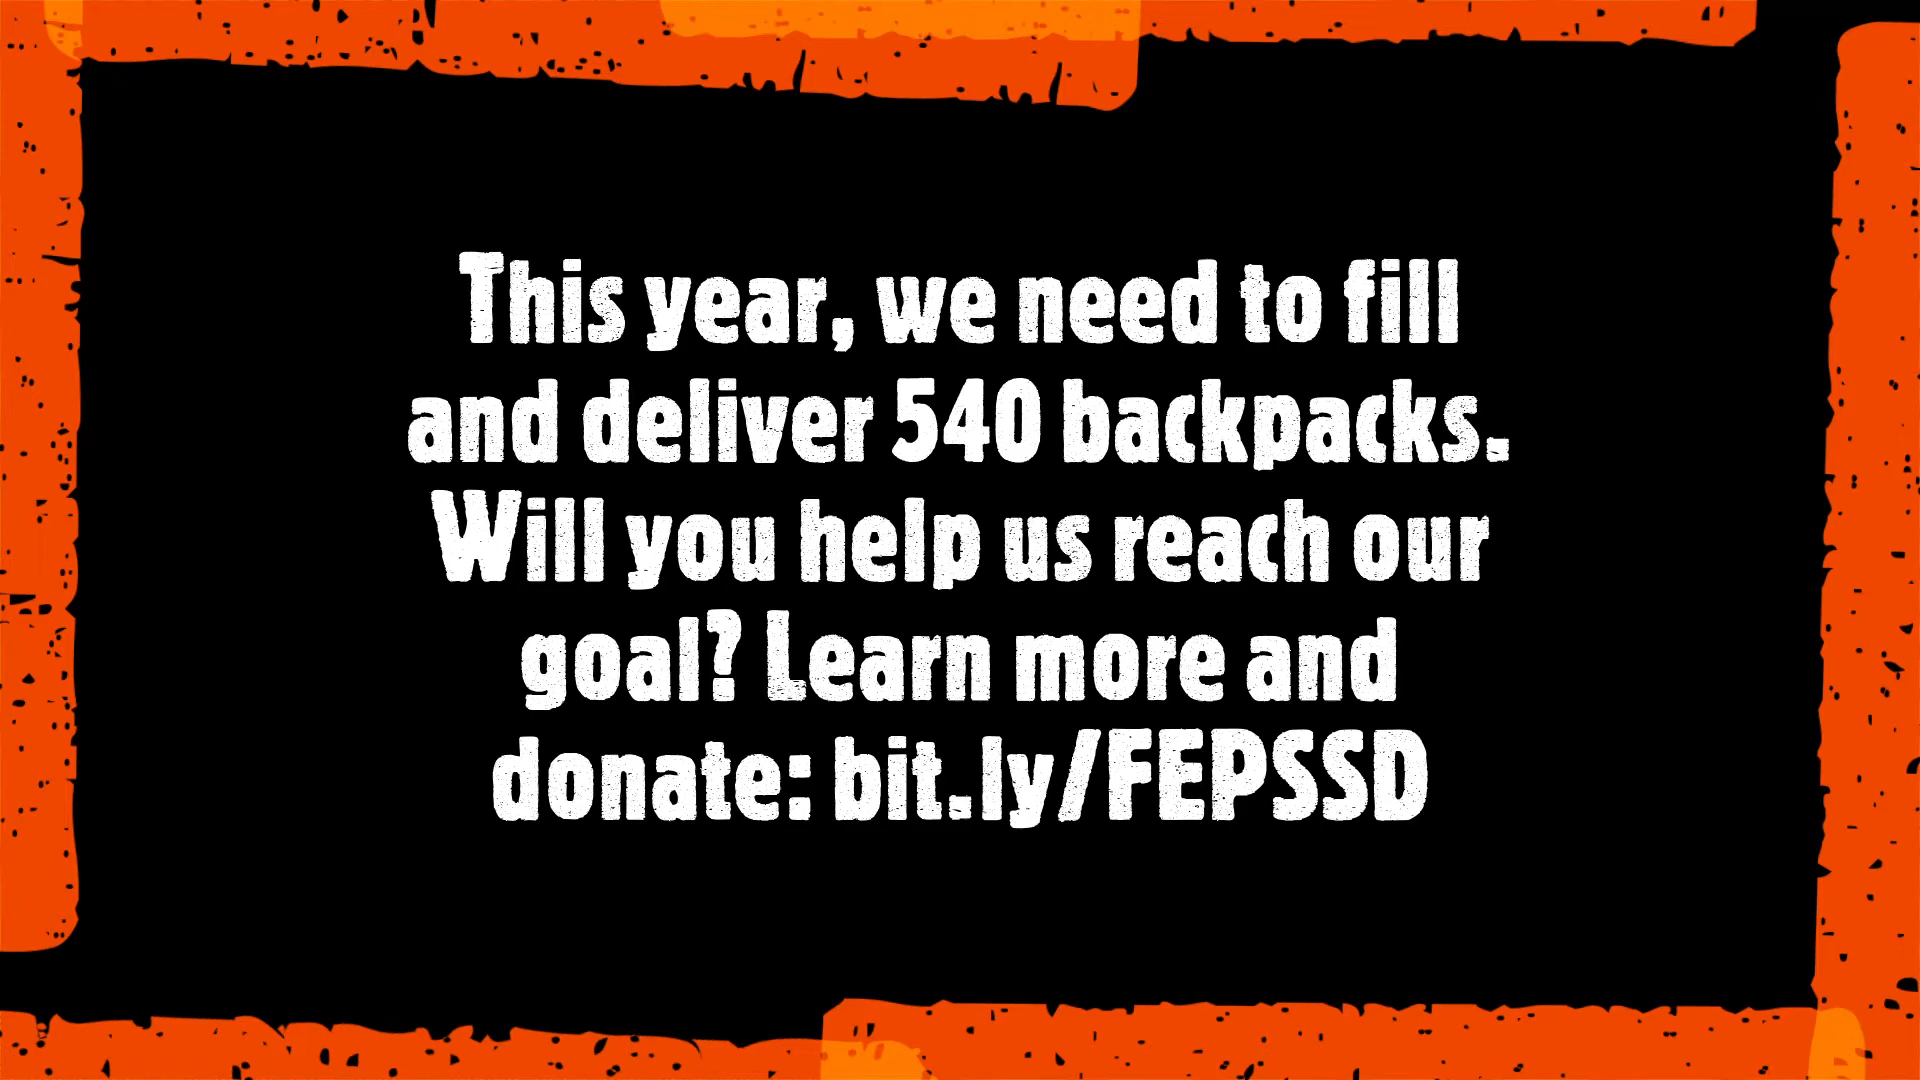 This year, we need to fill
and deliver 540 backpacks.
Will you help us reach our
goal? Learn more and
donate: bit.ly/FEPSSD